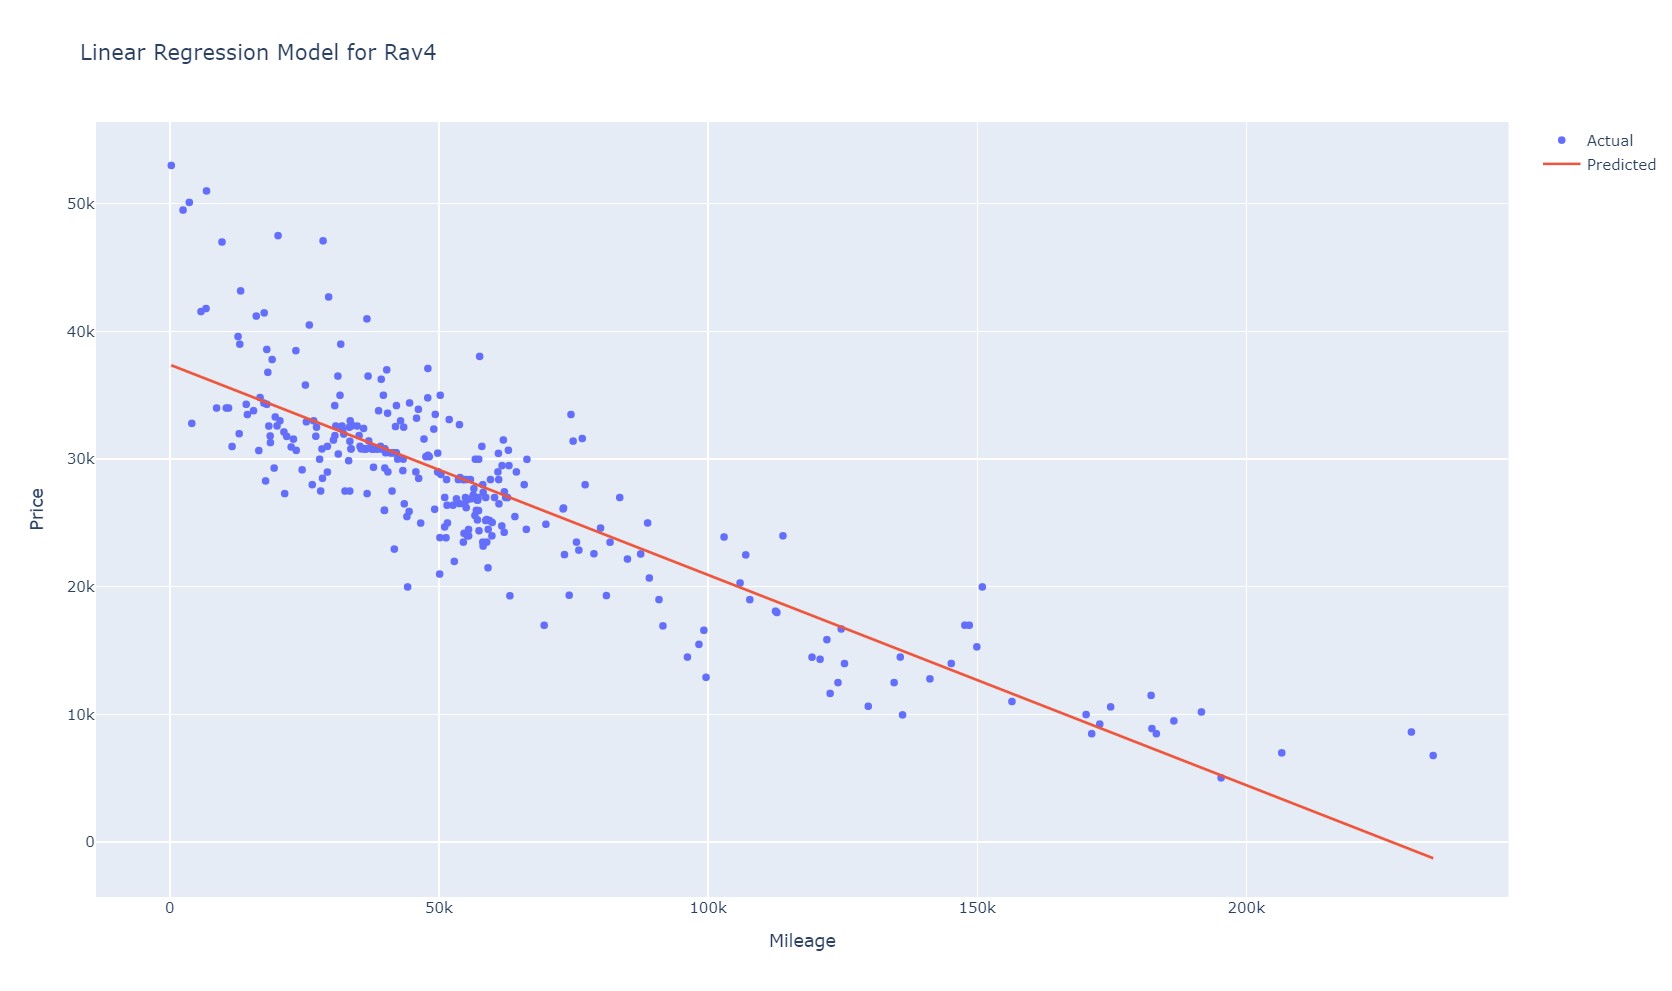 Linear Regression Model for Rav4
Actual
Predicted
50k
40k
30k
20k
10k
0
Price
0
50k
100k
150k
200k
Mileage